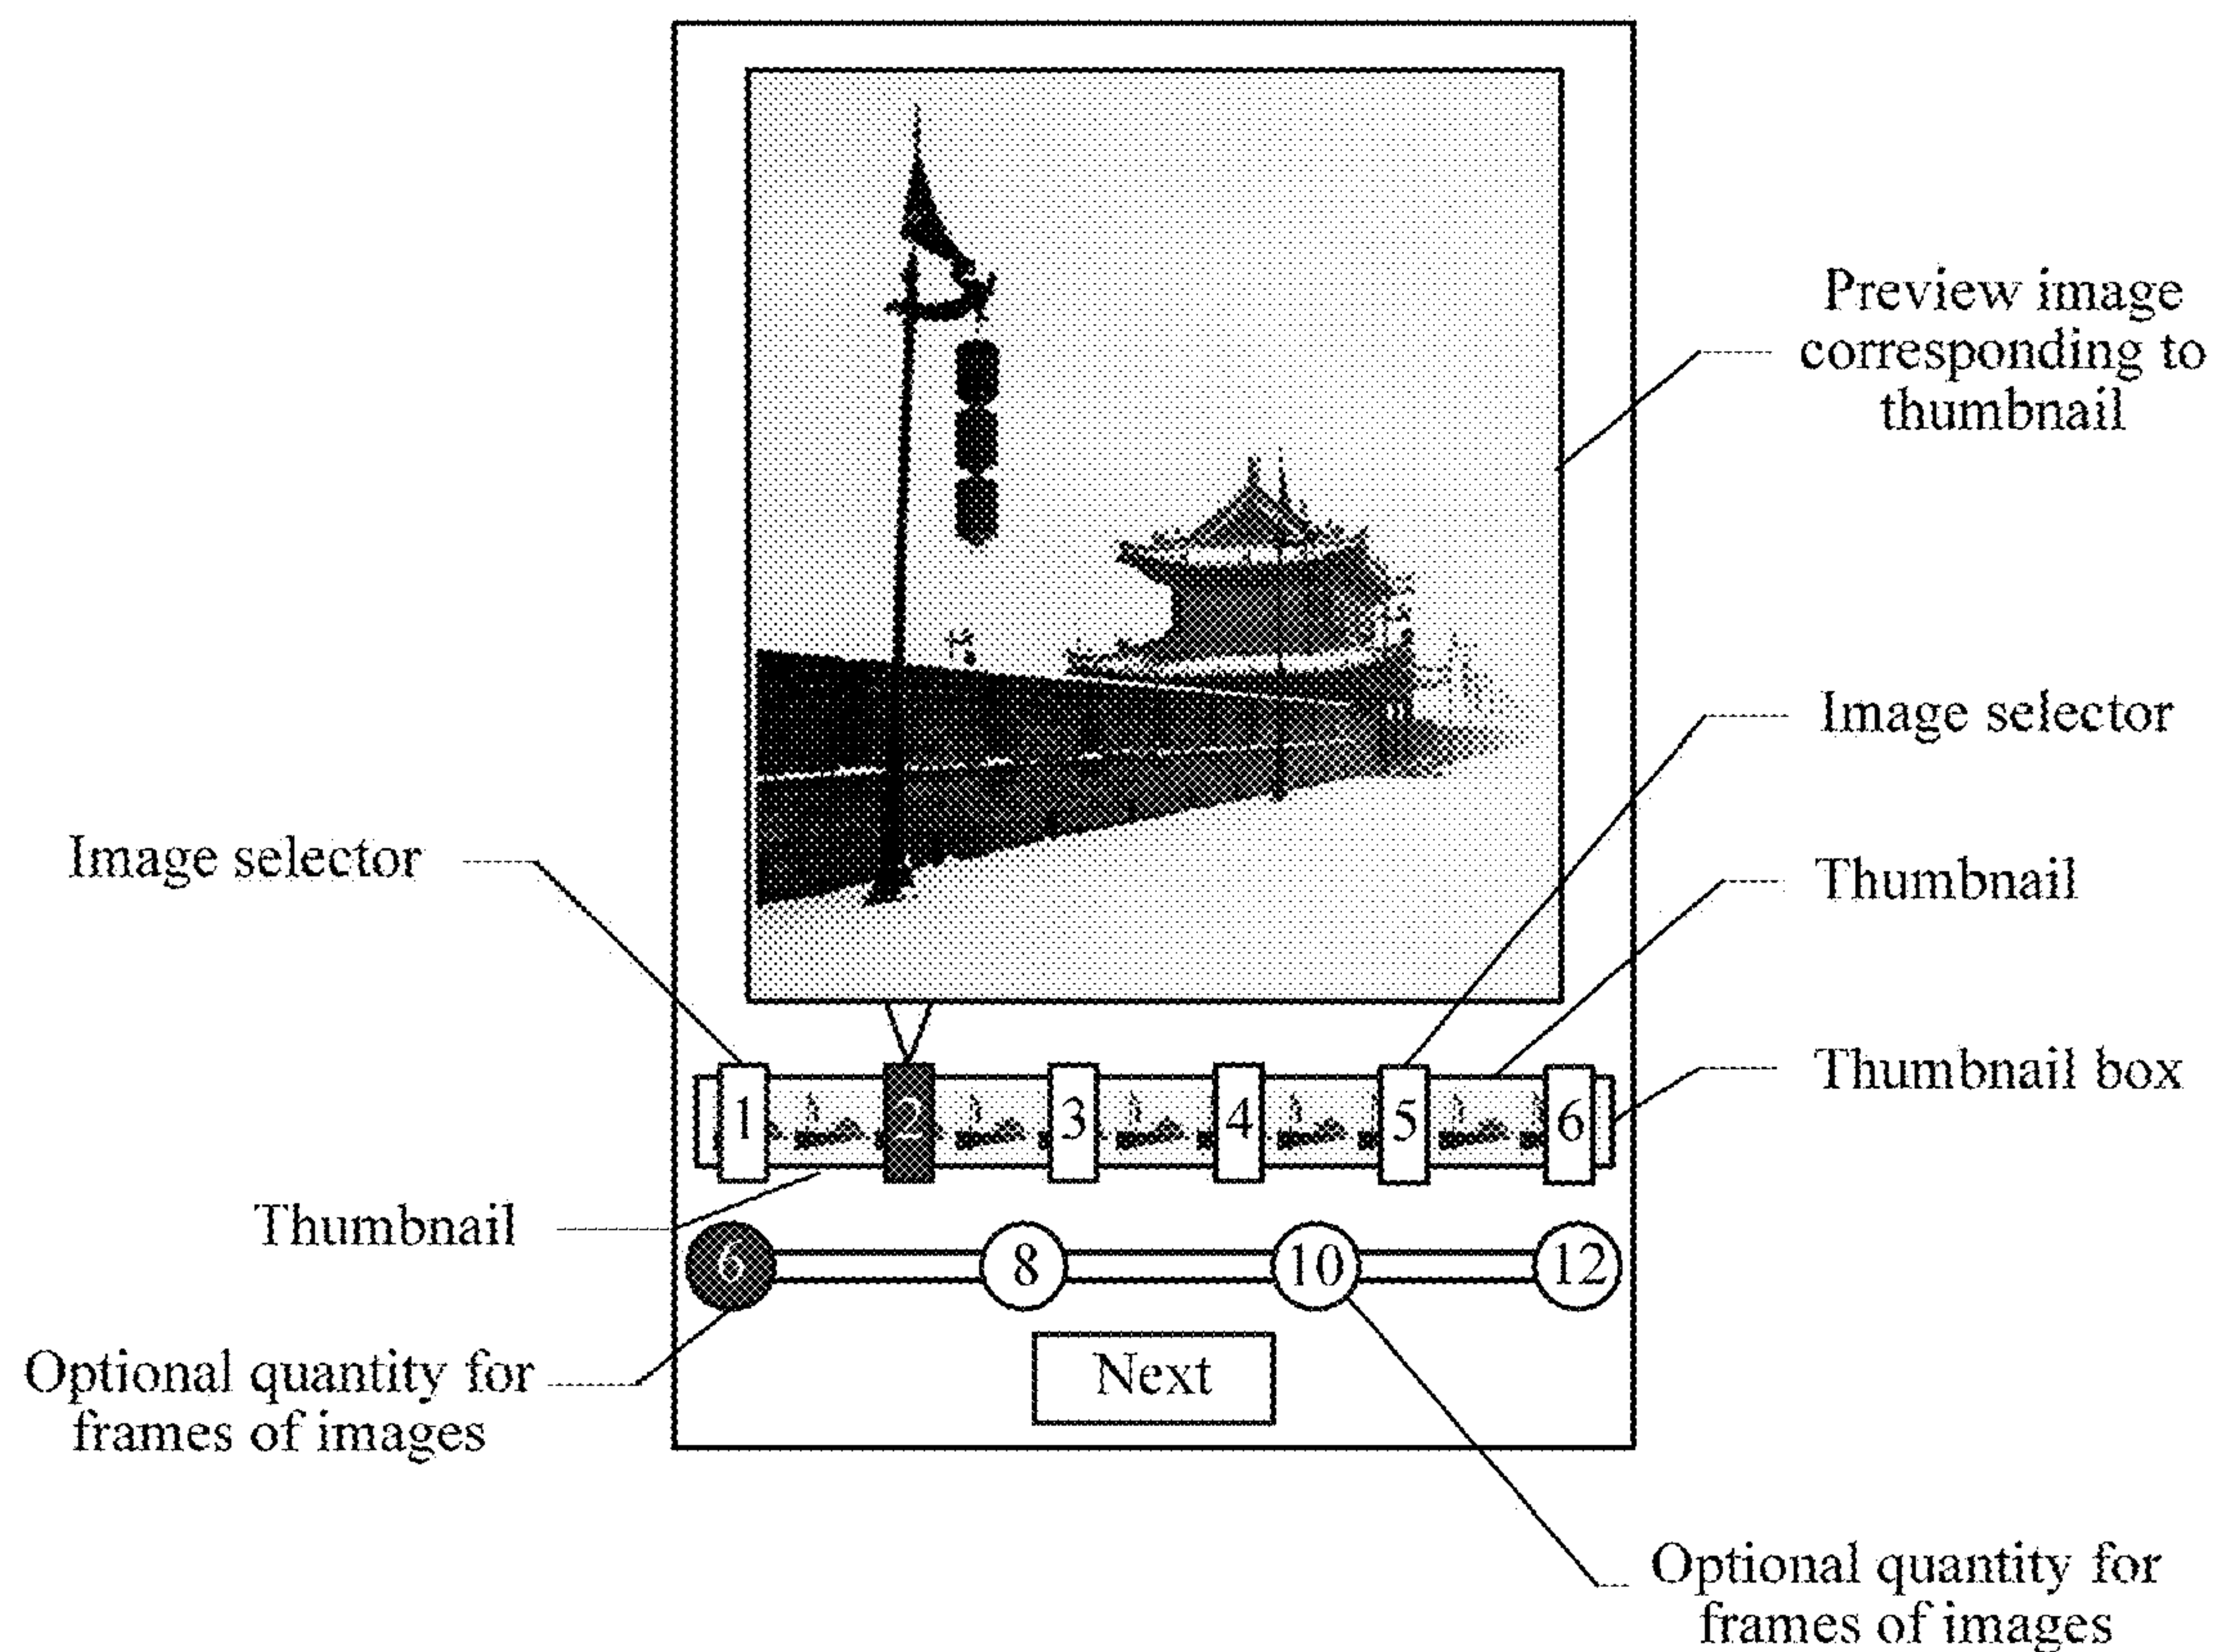 Preview image
corresponding to
thumbnail
Image selector
Image selector
Thumbnail
Thumbnail box
1 2 3 4 5 6
Thumbnail
6 8 10 12
Optional quantity for
frames of images
Next
Optional quantity for
frames of images